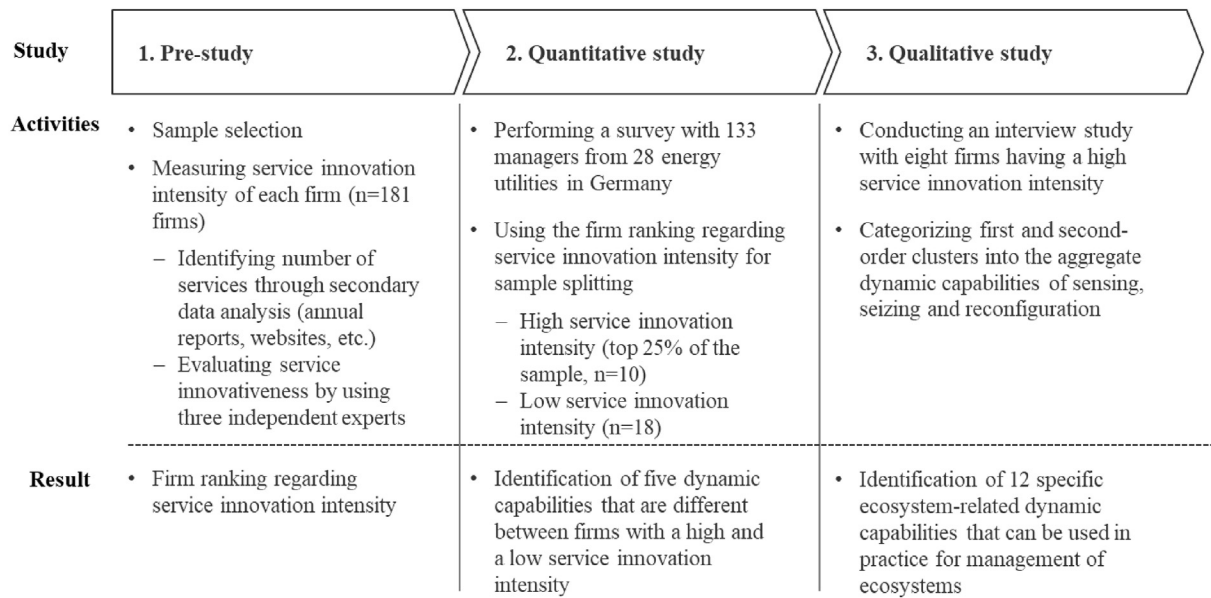 Study
1. Pre-study
2. Quantitative study
3. Qualitative study
Activities
• Sample selection
• Measuring service innovation
intensity of each firm (n=181
firms)
– Identifying number of
services through secondary
data analysis (annual
reports, websites, etc.)
– Evaluating service
innovativeness by using
three independent experts
• Performing a survey with 133
managers from 28 energy
utilities in Germany
• Using the firm ranking regarding
service innovation intensity for
sample splitting
– High service innovation
intensity (top 25% of the
sample, n=10)
– Low service innovation
intensity (n=18)
• Conducting an interview study
with eight firms having a high
service innovation intensity
• Categorizing first and second-
order clusters into the aggregate
dynamic capabilities of sensing,
seizing and reconfiguration
Result
• Firm ranking regarding
service innovation intensity
• Identification of five dynamic
capabilities that are different
between firms with a high and
a low service innovation
intensity
• Identification of 12 specific
ecosystem-related dynamic
capabilities that can be used in
practice for management of
ecosystems